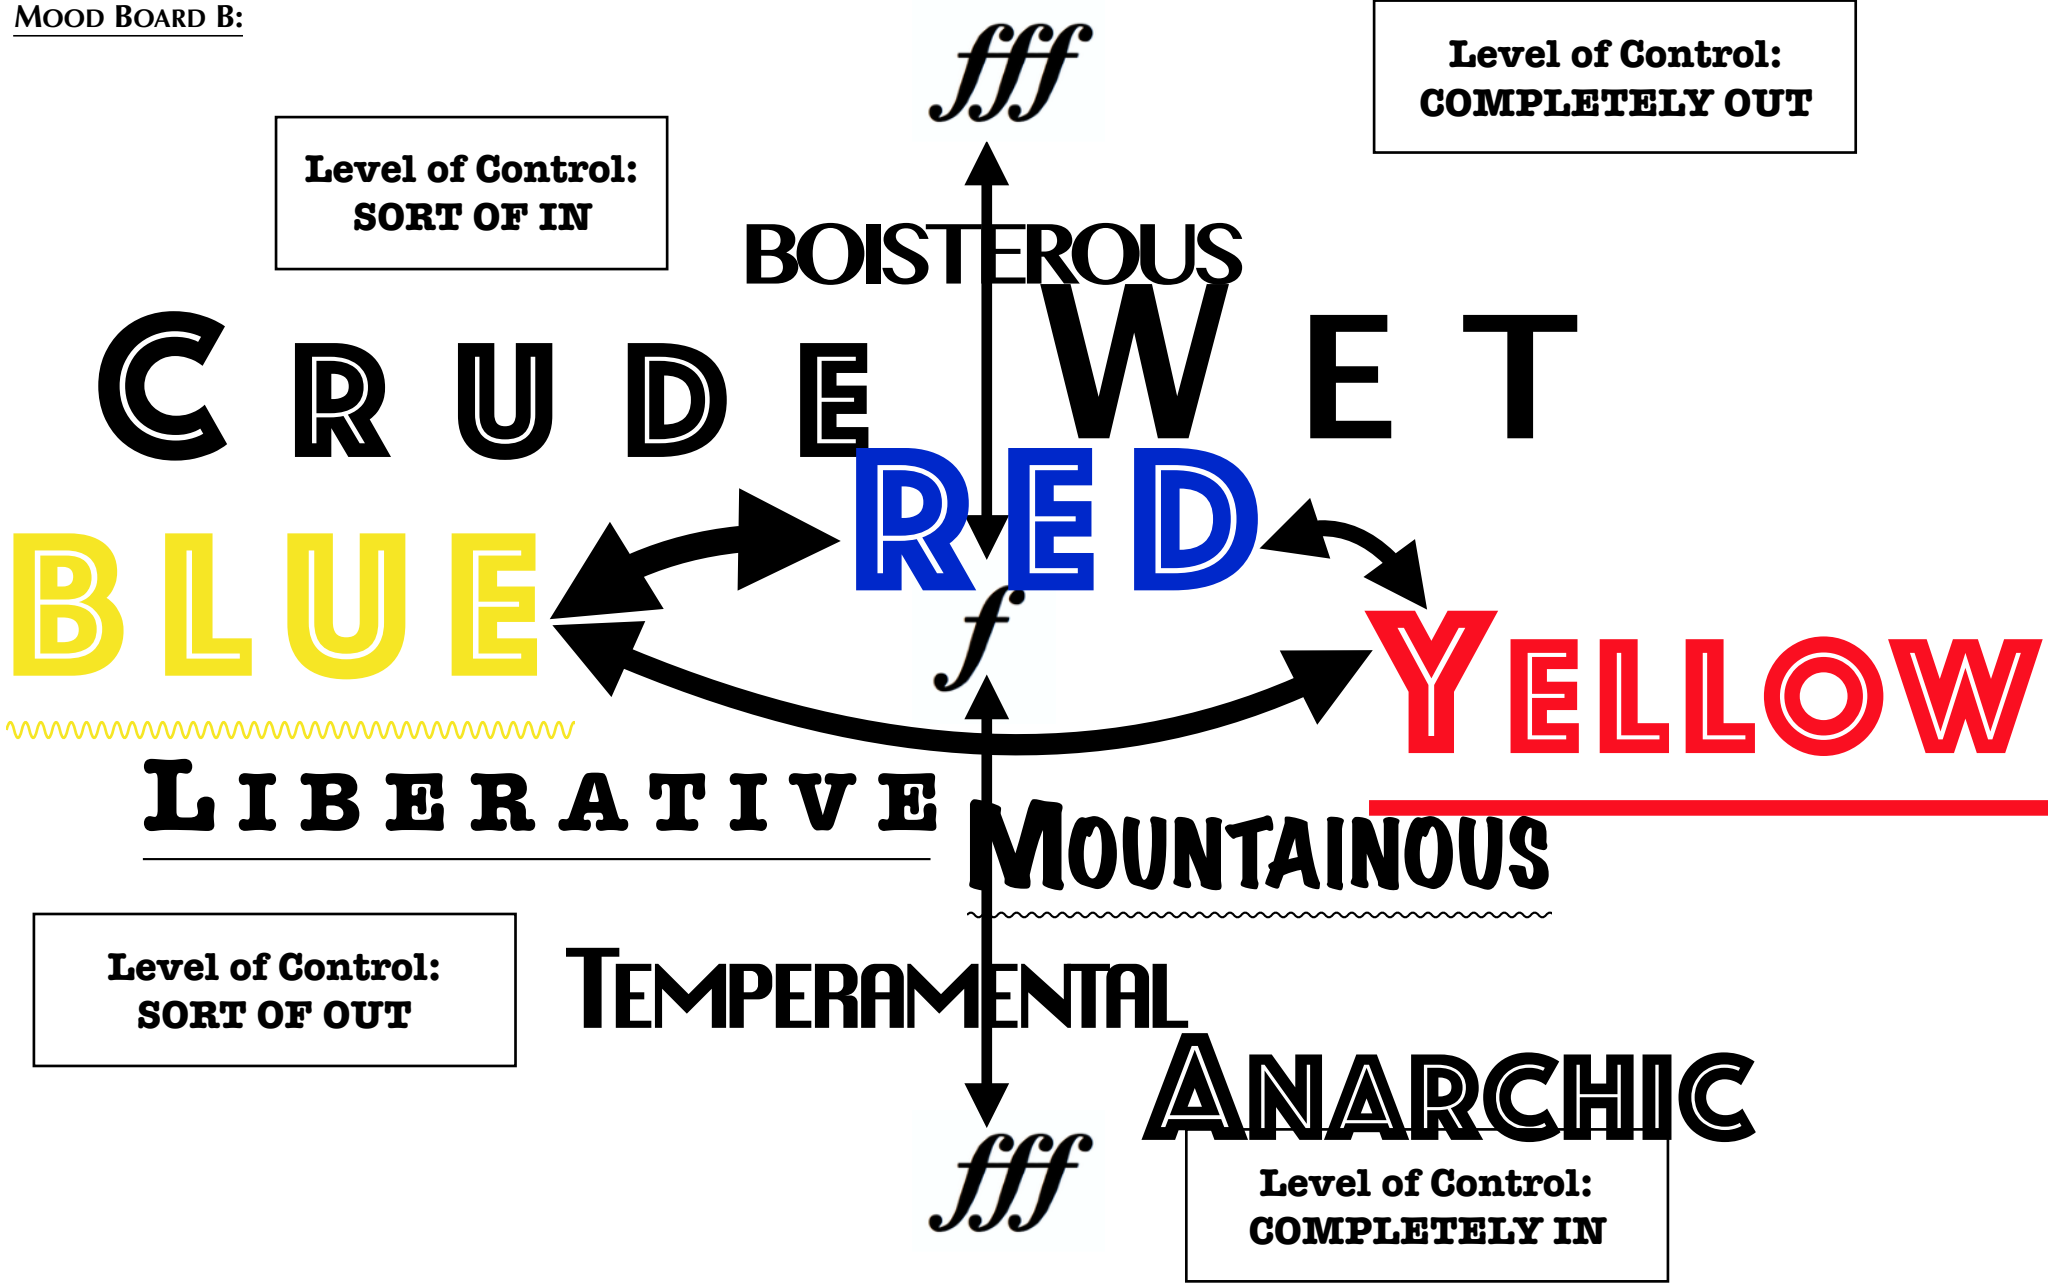 MOOD BOARD B:
fff
Level of Control:
COMPLETELY OUT
Level of Control:
SORT OF IN
BOISTEROUS
CRUDE
WET
RED
BLUE
f
YELLOW
LIBERATIVE
MOUNTAINOUS
Level of Control:
SORT OF OUT
TEMPERAMENTAL
ANARCHIC
fff
Level of Control:
COMPLETELY IN